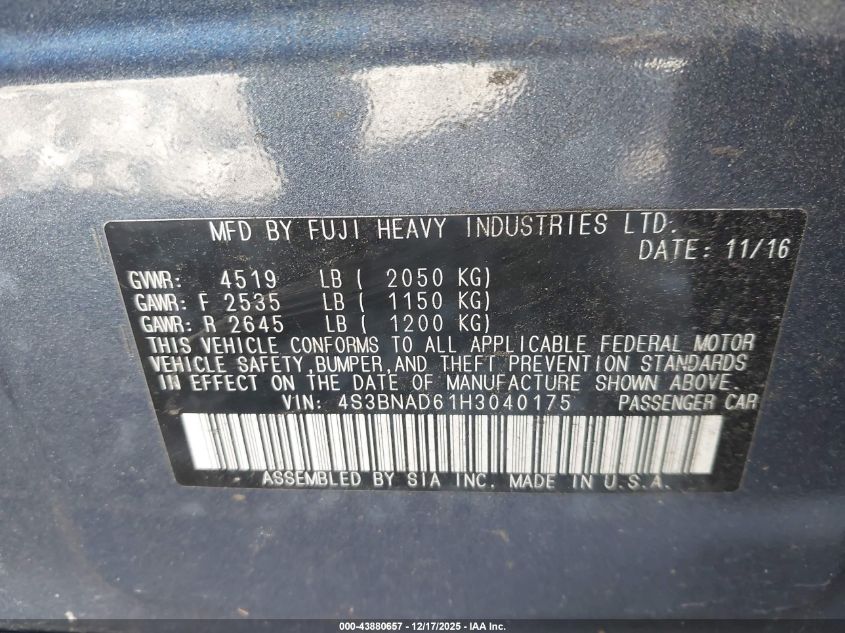 MFD BY FUJI HEAVY INDUSTRIES LTD.
DATE: 11/16
GVWR: 4519 LB ( 2050 KG)
GAWR: F 2535 LB ( 1150 KG)
GAWR: R 2645 LB ( 1200 KG)
THIS VEHICLE CONFORMS TO ALL APPLICABLE FEDERAL MOTOR
VEHICLE SAFETY,BUMPER,AND THEFT PREVENTION STANDARDS
IN EFFECT ON THE DATE OF MANUFACTURE SHOWN ABOVE.
VIN: 4S3BNAD61H3040175 PASSENGER CAR
ASSEMBLED BY SIA INC. MADE IN U.S.A.
000-43880657 - 12/17/2025 - IAA Inc.